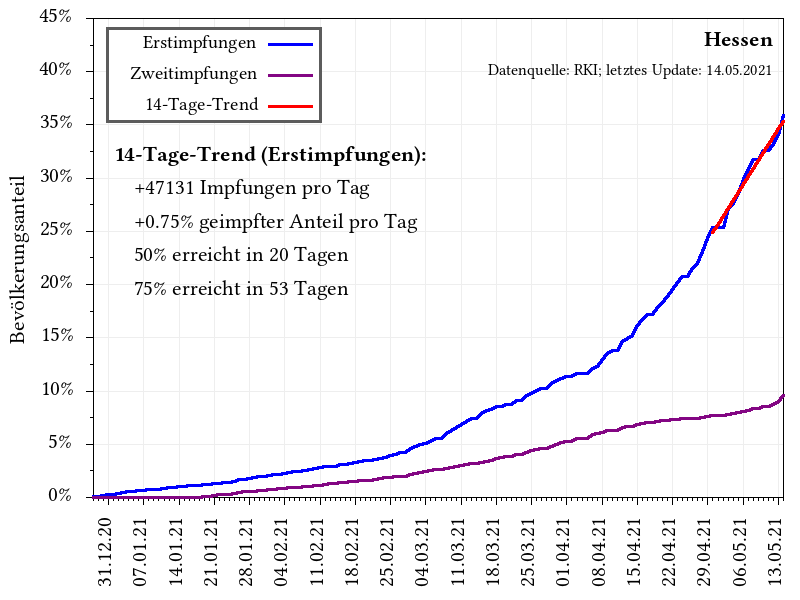 Hessen
Datenquelle: RKI; letztes Update: 14.05.2021
Erstimpfungen
Zweitimpfungen
14-Tage-Trend
14-Tage-Trend (Erstimpfungen):
+47131 Impfungen pro Tag
+0.75% geimpfter Anteil pro Tag
50% erreicht in 20 Tagen
75% erreicht in 53 Tagen
Bevölkerungsanteil
45%
40%
35%
30%
25%
20%
15%
10%
5%
0%
31.12.20
07.01.21
14.01.21
21.01.21
28.01.21
04.02.21
11.02.21
18.02.21
25.02.21
04.03.21
11.03.21
18.03.21
25.03.21
01.04.21
08.04.21
15.04.21
22.04.21
29.04.21
06.05.21
13.05.21